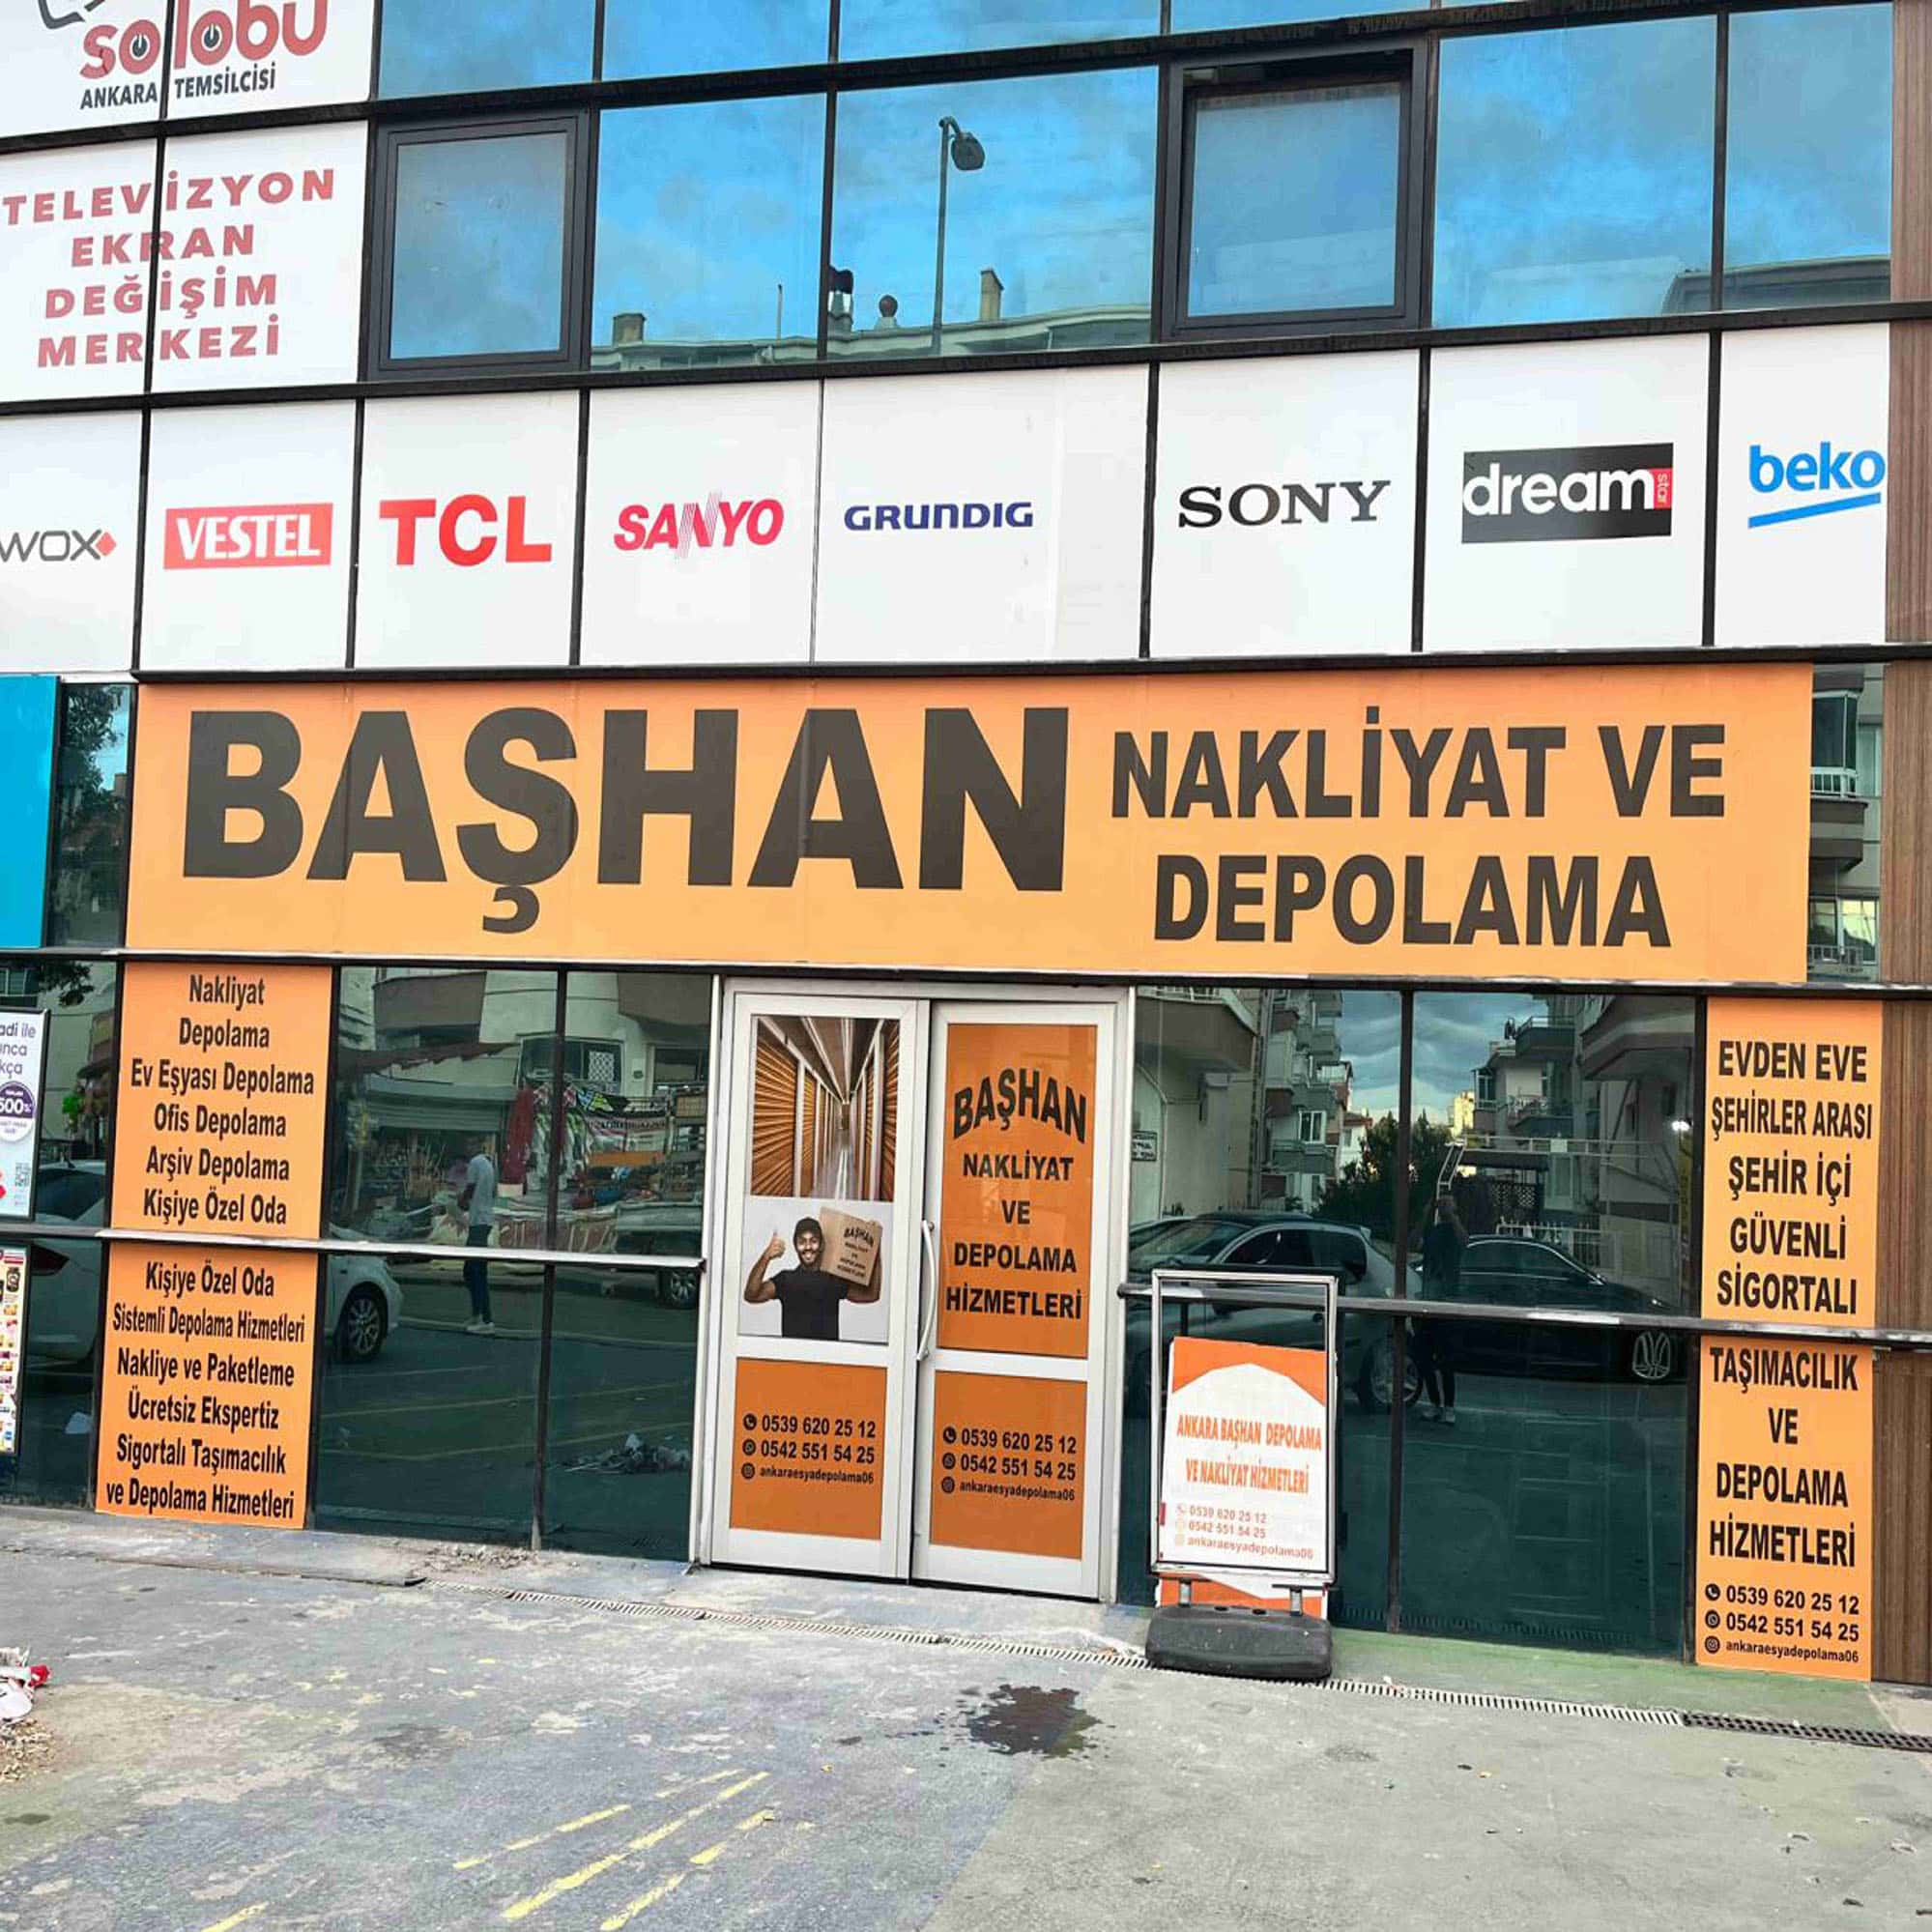 sollobu
ANKARA TEMSİLCİSİ
TELEVİZYON
EKRAN
DEĞİŞİM
MERKEZİ
WOX
VESTEL
TCL
SANYO
GRUNDIG
SONY
dream
star
beko
BAŞHAN
NAKLİYAT VE
DEPOLAMA
Nakliyat
Depolama
Ev Eşyası Depolama
Ofis Depolama
Arşiv Depolama
Kişiye Özel Oda
Kişiye Özel Oda
Sistemli Depolama Hizmetleri
Nakliye ve Paketleme
Ücretsiz Ekspertiz
Sigortalı Taşımacılık
ve Depolama Hizmetleri
BAŞHAN
0539 620 25 12
0542 551 54 25
ankaraesyadepolama06
BAŞHAN
NAKLİYAT
VE
DEPOLAMA
HİZMETLERİ
0539 620 25 12
0542 551 54 25
ankaraesyadepolama06
ANKARA BAŞHAN DEPOLAMA
VE NAKLİYAT HİZMETLERİ
0539 620 25 12
0542 551 54 25
ankaraesyadepolama06
EVDEN EVE
ŞEHİRLER ARASI
ŞEHİR İÇİ
GÜVENLİ
SİGORTALI
TAŞIMACILIK
VE
DEPOLAMA
HİZMETLERİ
0539 620 25 12
0542 551 54 25
ankaraesyadepolama06